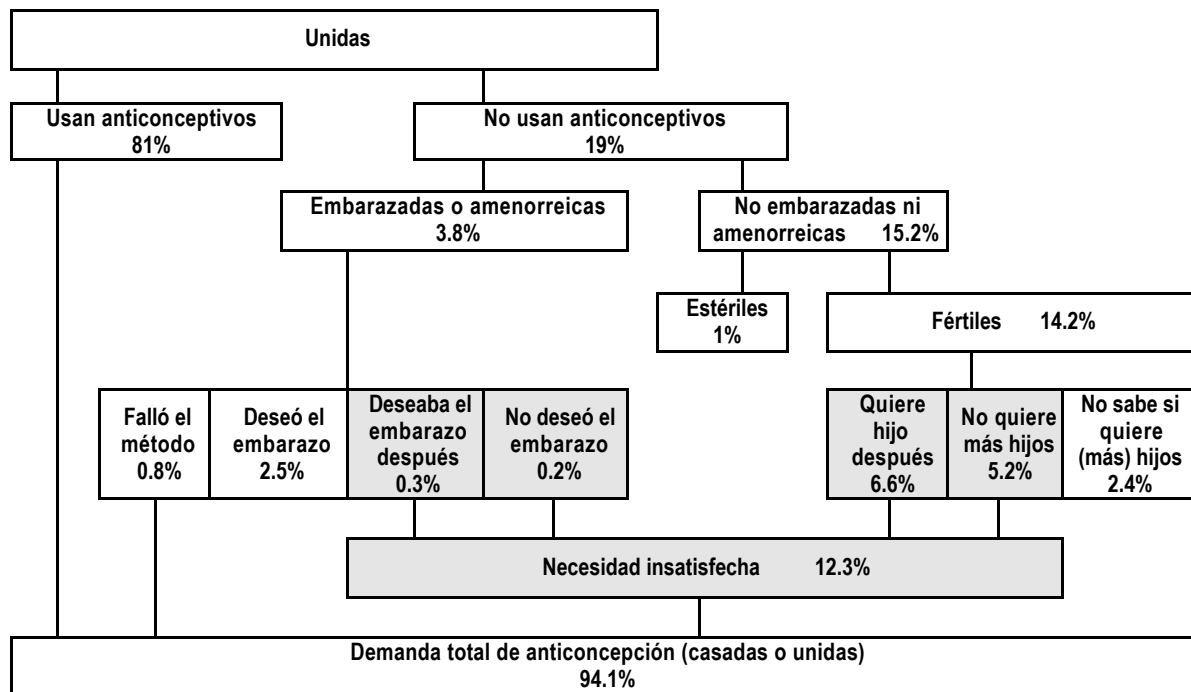 Unidas
Usan anticonceptivos
81%
No usan anticonceptivos
19%
Embarazadas o amenorreicas
3.8%
No embarazadas ni
amenorreicas 15.2%
Estériles
1%
Fértiles 14.2%
Falló el
método
0.8%
Deseó el
embarazo
2.5%
Deseaba el
embarazo
después
0.3%
No deseó el
embarazo
0.2%
Quiere
hijo
después
6.6%
No quiere
más hijos
5.2%
No sabe si
quiere
(más) hijos
2.4%
Necesidad insatisfecha 12.3%
Demanda total de anticoncepción (casadas o unidas)
94.1%